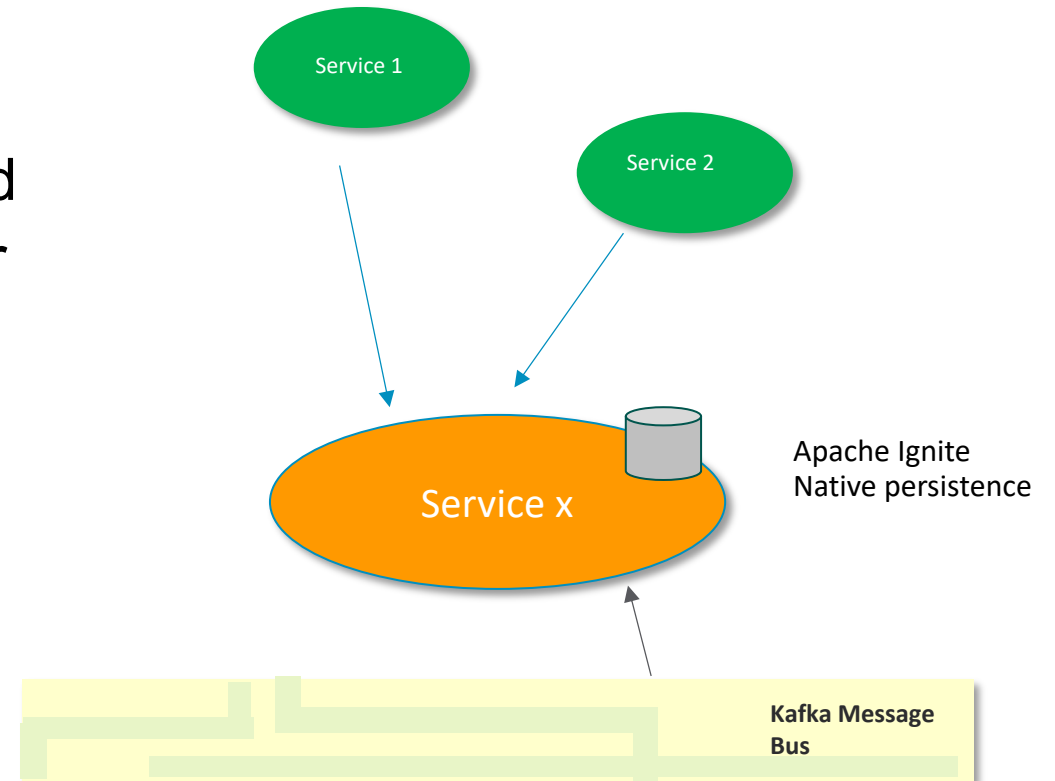 Service 1
Service 2
Service x
Apache Ignite
Native persistence
Kafka Message
Bus